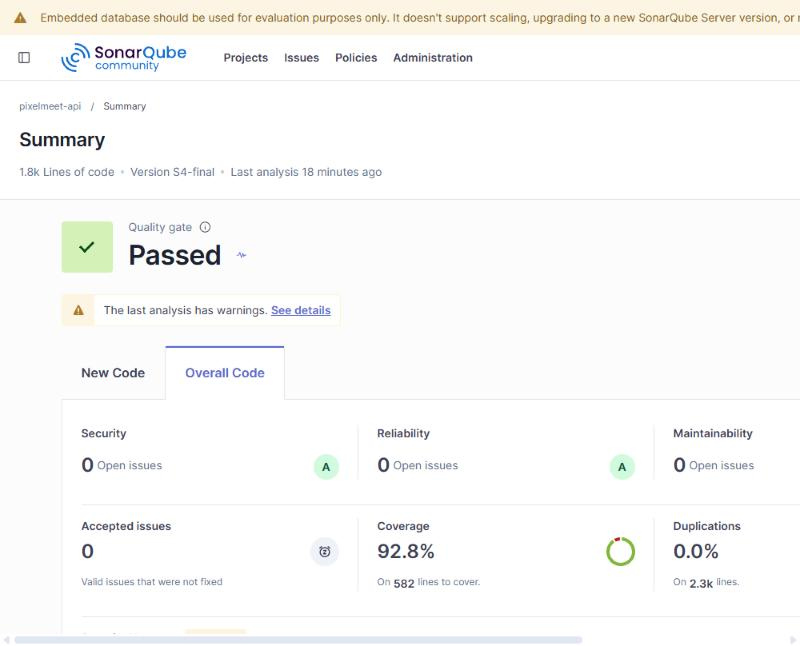 Embedded database should be used for evaluation purposes only. It doesn't support scaling, upgrading to a new SonarQube Server version, or
SonarQube
community
Projects Issues Policies Administration
pixelmeet-api / Summary
Summary
1.8k Lines of code • Version S4-final • Last analysis 18 minutes ago
Quality gate
Passed
The last analysis has warnings. See details
New Code Overall Code
Security Reliability Maintainability
0 Open issues A 0 Open issues A 0 Open issues
Accepted issues Coverage Duplications
0 92.8% 0.0%
Valid issues that were not fixed On 582 lines to cover. On 2.3k lines.